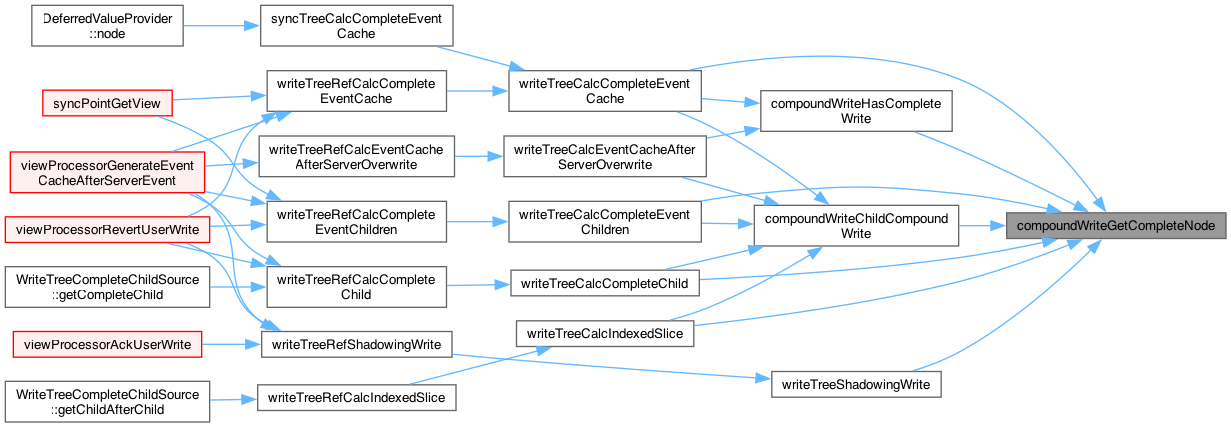 DeferredValueProvider
::node
syncTreeCalcCompleteEvent
Cache
syncPointGetView
writeTreeRefCalcComplete
EventCache
writeTreeCalcCompleteEvent
Cache
compoundWriteHasComplete
Write
viewProcessorGenerateEvent
CacheAfterServerEvent
writeTreeRefCalcEventCache
AfterServerOverwrite
writeTreeCalcEventCacheAfter
ServerOverwrite
viewProcessorRevertUserWrite
writeTreeRefCalcComplete
EventChildren
writeTreeCalcCompleteEvent
Children
compoundWriteChildCompound
Write
compoundWriteGetCompleteNode
WriteTreeCompleteChildSource
::getCompleteChild
writeTreeRefCalcComplete
Child
writeTreeCalcCompleteChild
viewProcessorAckUserWrite
writeTreeRefShadowingWrite
writeTreeCalcIndexedSlice
WriteTreeCompleteChildSource
::getChildAfterChild
writeTreeRefCalcIndexedSlice
writeTreeShadowingWrite